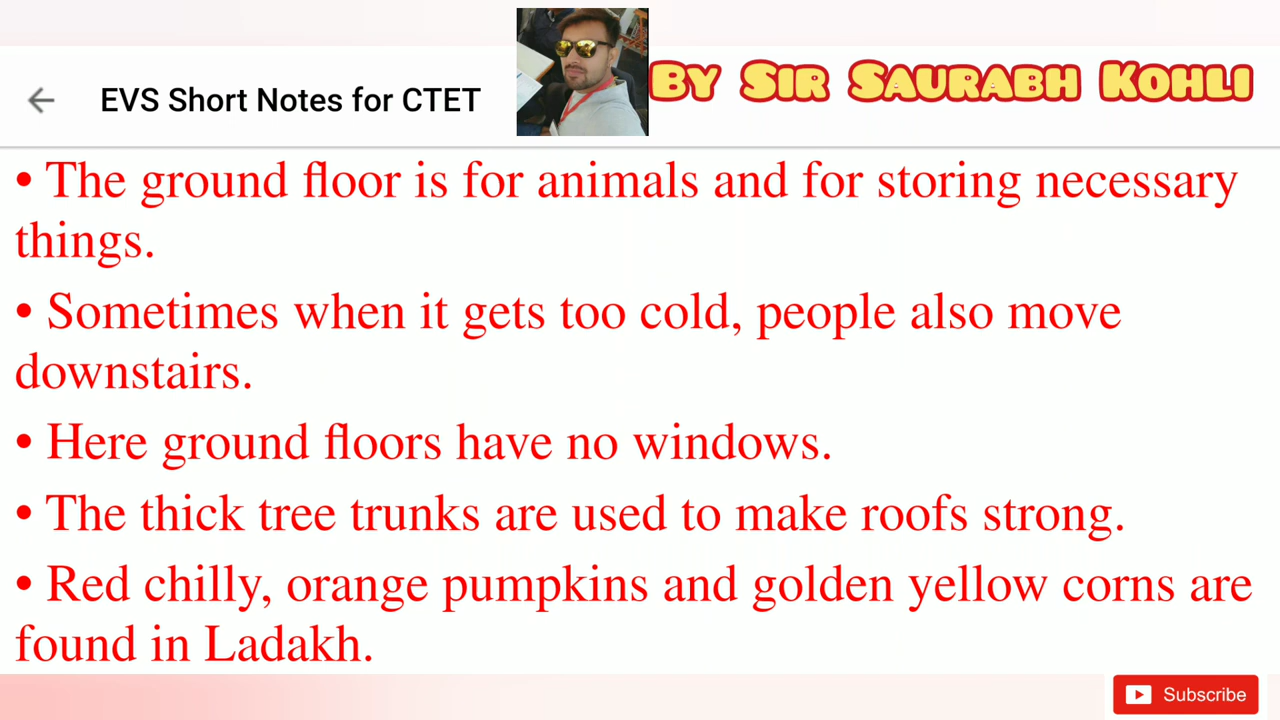 By Sir Saurabh Kohli
EVS Short Notes for CTET
• The ground floor is for animals and for storing necessary
things.
• Sometimes when it gets too cold, people also move
downstairs.
• Here ground floors have no windows.
• The thick tree trunks are used to make roofs strong.
• Red chilly, orange pumpkins and golden yellow corns are
found in Ladakh.
Subscribe